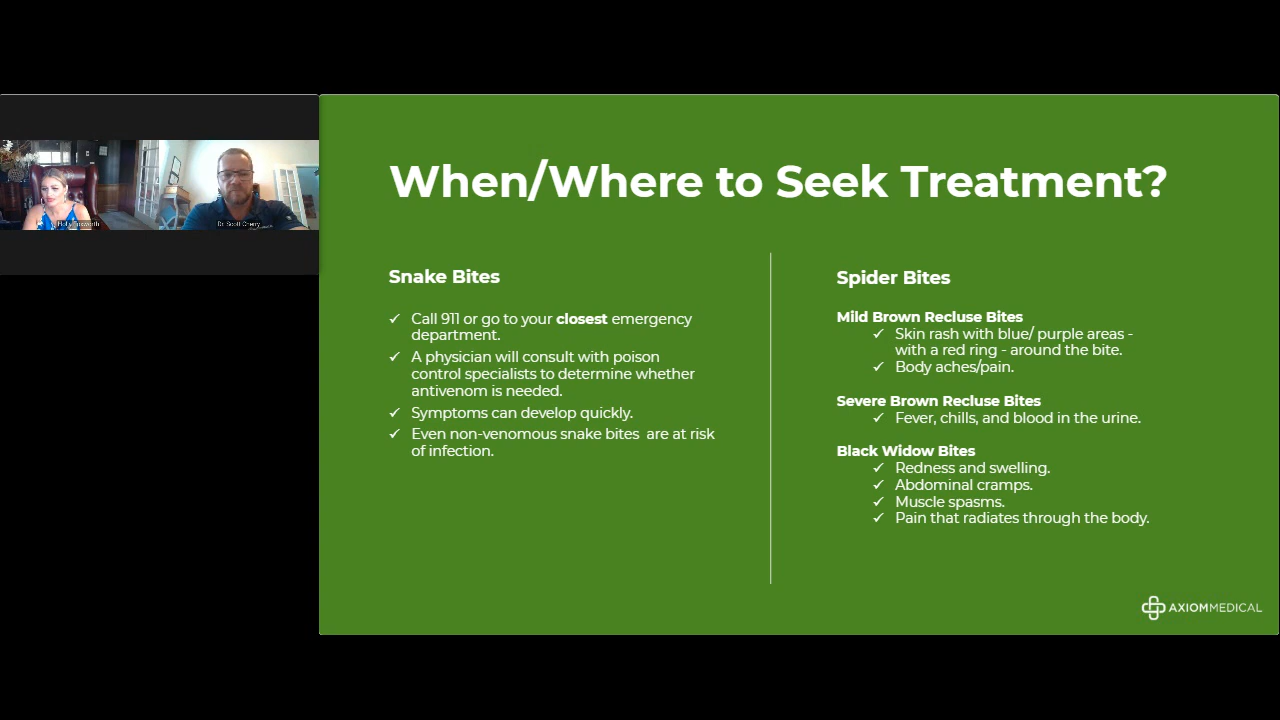 When/Where to Seek Treatment?
Snake Bites
✓ Call 911 or go to your closest emergency
department.
✓ A physician will consult with poison
control specialists to determine whether
antivenom is needed.
✓ Symptoms can develop quickly.
✓ Even non-venomous snake bites are at risk
of infection.
Spider Bites
Mild Brown Recluse Bites
✓ Skin rash with blue/ purple areas -
with a red ring - around the bite.
✓ Body aches/pain.
Severe Brown Recluse Bites
✓ Fever, chills, and blood in the urine.
Black Widow Bites
✓ Redness and swelling.
✓ Abdominal cramps.
✓ Muscle spasms.
✓ Pain that radiates through the body.
AXIOMMEDICAL
Dr. Scott Cherry